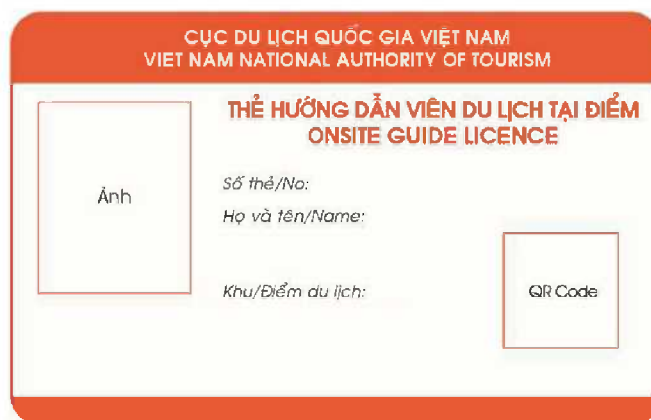 CỤC DU LỊCH QUỐC GIA VIỆT NAM
VIET NAM NATIONAL AUTHORITY OF TOURISM
THẺ HƯỚNG DẪN VIÊN DU LỊCH TẠI ĐIỂM
ONSITE GUIDE LICENCE
Ảnh
Số thẻ/No:
Họ và tên/Name:
Khu/Điểm du lịch:
QR Code